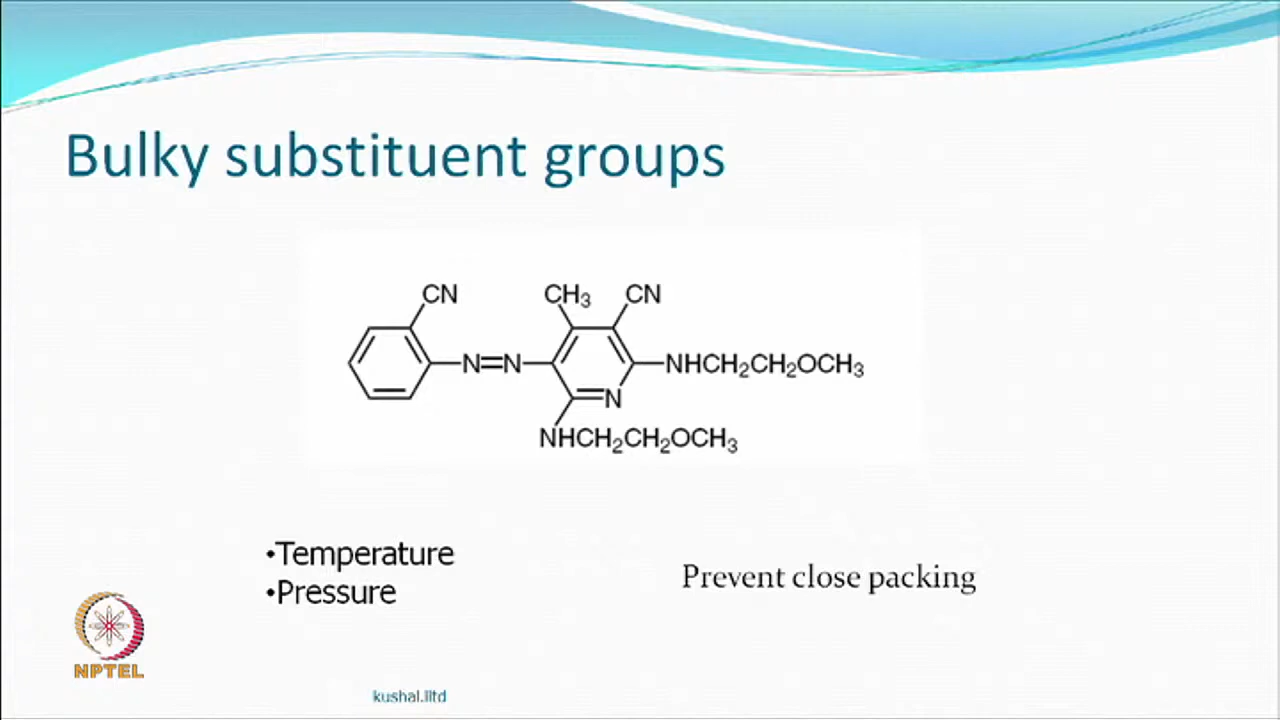 Bulky substituent groups
CN CH₃ CN
N=N NHCH₂CH₂OCH₃
N
NHCH₂CH₂OCH₃
•Temperature
•Pressure
Prevent close packing
NPTEL
kushal.iitd